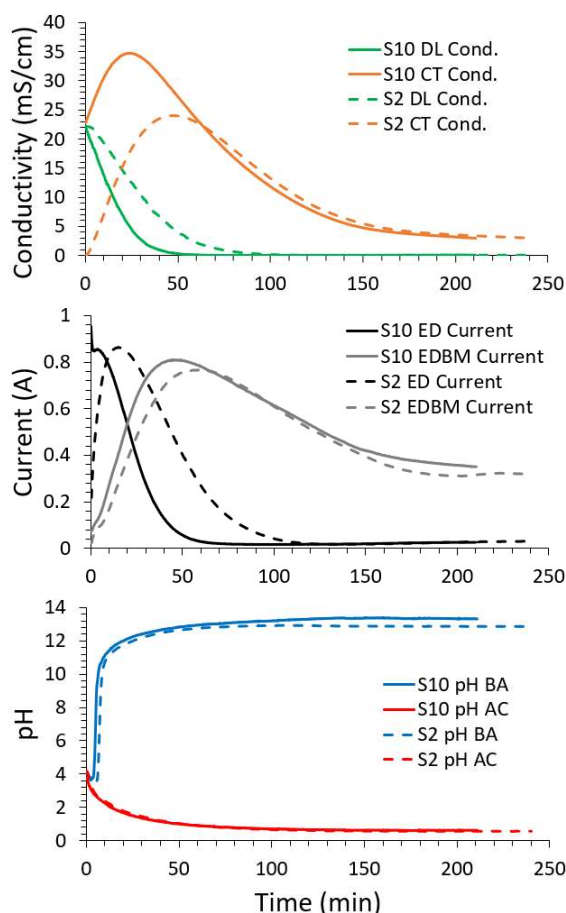 Conductivity (mS/cm)
40
35
30
25
20
15
10
5
0
0 50 100 150 200 250
S10 DL Cond.
S10 CT Cond.
S2 DL Cond.
S2 CT Cond.
Current (A)
1
0.8
0.6
0.4
0.2
0
0 50 100 150 200 250
S10 ED Current
S10 EDBM Current
S2 ED Current
S2 EDBM Current
pH
14
12
10
8
6
4
2
0
0 50 100 150 200 250
S10 pH BA
S10 pH AC
S2 pH BA
S2 pH AC
Time (min)